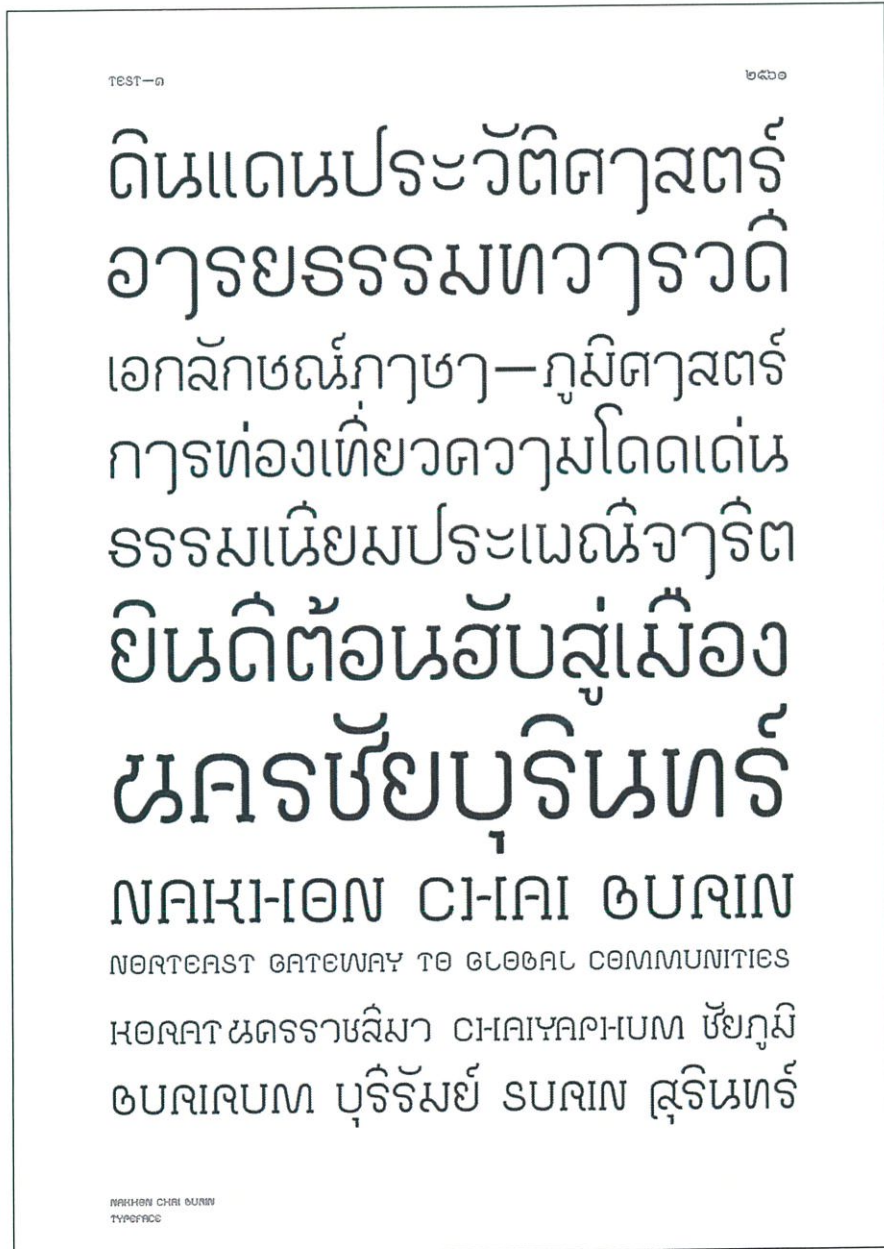 TEST—๑
๒๕๖๑
ดินแดนประวัติศาสตร์
อารยธรรมทวารวดี
เอกลักษณ์ภาษา—ภูมิศาสตร์
การท่องเที่ยวความโดดเด่น
ธรรมเนียมประเพณีจารีต
ยินดีต้อนฮับสู่เมือง
นครชัยบุรินทร์
NAKHON CHAI BURIN
NORTEAST GATEWAY TO GLOBAL COMMUNITIES
KORAT นครราชสีมา CHAIYAPHUM ชัยภูมิ
BURIRUM บุรีรัมย์ SURIN สุรินทร์
NAKHON CHAI BURIN
TYPEFACE